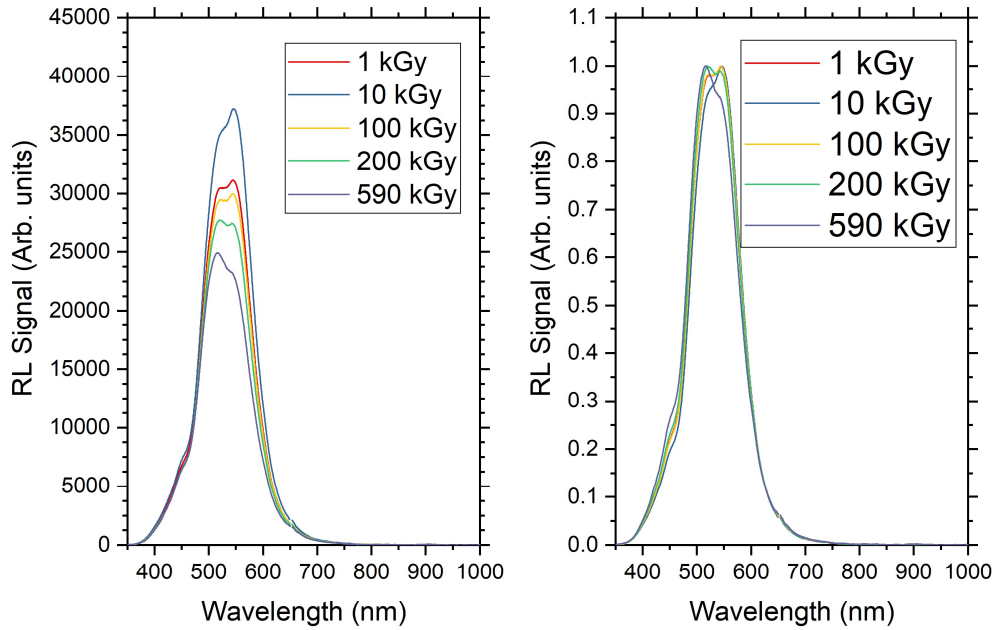 45000
40000
35000
30000
25000
20000
15000
10000
5000
0
RL Signal (Arb. units)
1 kGy
10 kGy
100 kGy
200 kGy
590 kGy
400 500 600 700 800 900 1000
Wavelength (nm)
1.1
1.0
0.9
0.8
0.7
0.6
0.5
0.4
0.3
0.2
0.1
0.0
RL Signal (Arb. units)
1 kGy
10 kGy
100 kGy
200 kGy
590 kGy
400 500 600 700 800 900 1000
Wavelength (nm)